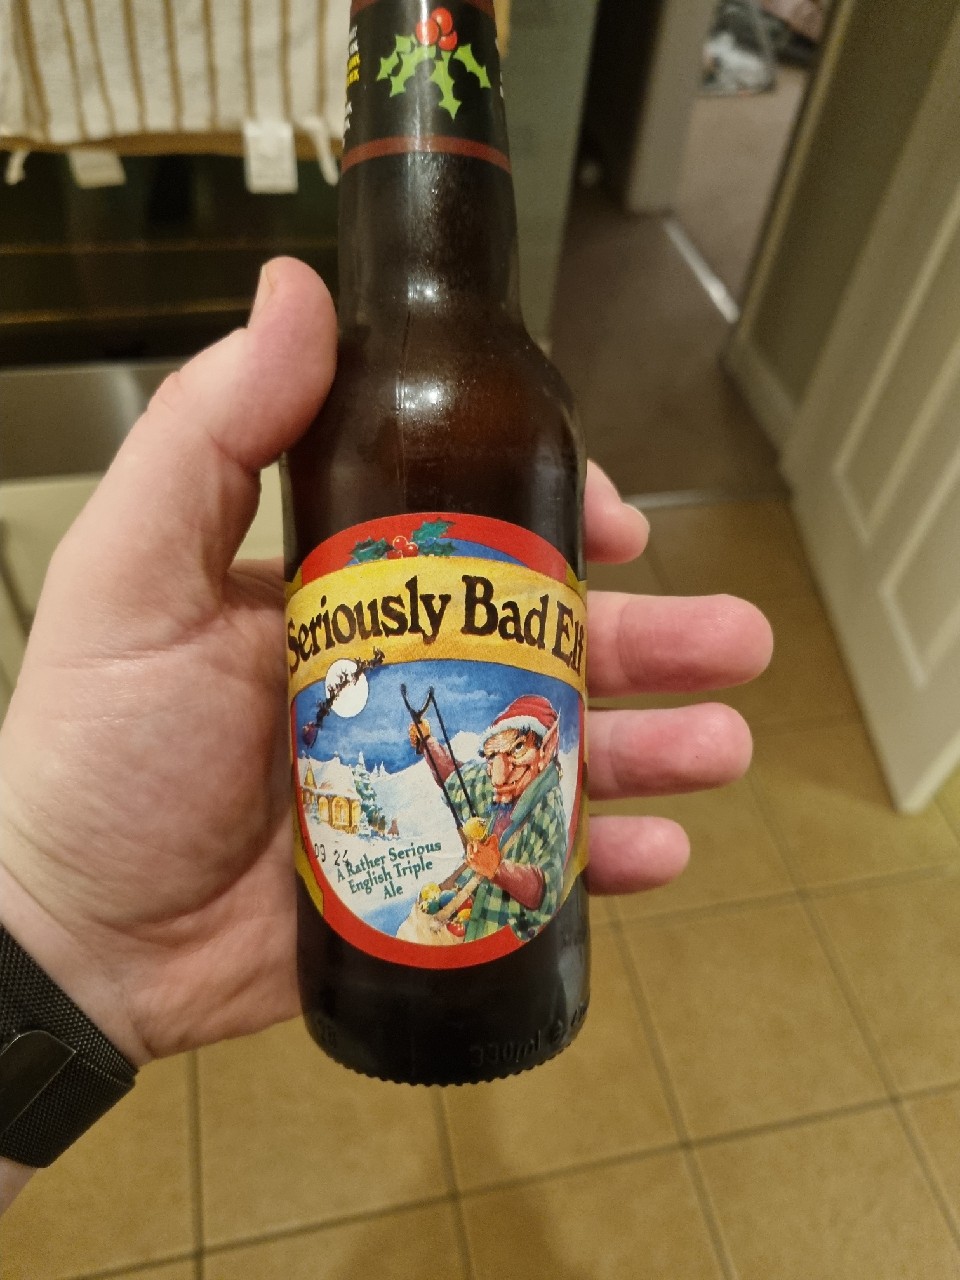 Seriously Bad Elf
09 24
A Rather Serious
English Triple
Ale
330ml e